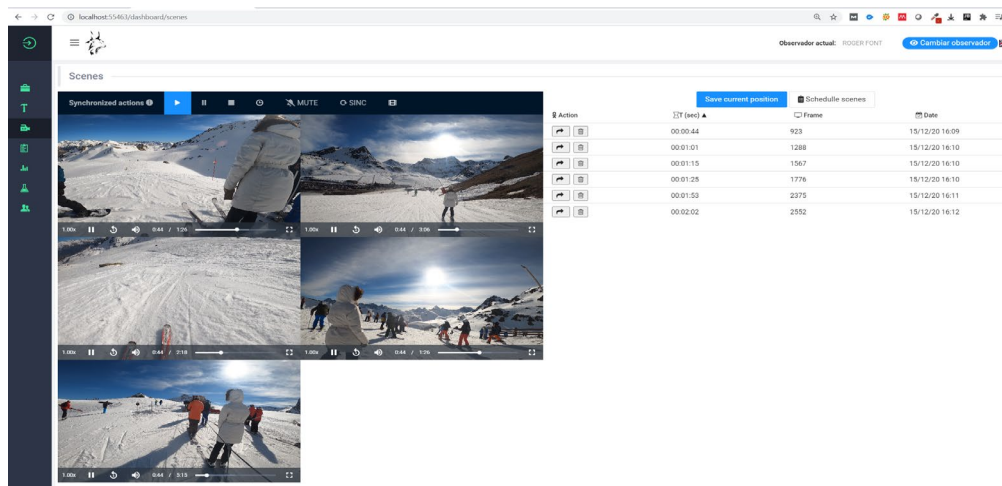 localhost:55463/dashboard/scenes
Observador actual: ROGER FONT
Cambiar observador
Scenes
Synchronized actions
MUTE
SINC
Save current position
Schedulle scenes
Action
T (sec) ▲
Frame
Date
00:00:44 923 15/12/20 16:09
00:01:01 1288 15/12/20 16:10
00:01:15 1567 15/12/20 16:10
00:01:25 1776 15/12/20 16:10
00:01:53 2375 15/12/20 16:11
00:02:02 2552 15/12/20 16:12
1.00x 0:44 / 1:26
1.00x 0:44 / 3:06
1.00x 0:44 / 2:18
1.00x 0:44 / 1:26
1.00x 0:44 / 5:15
T